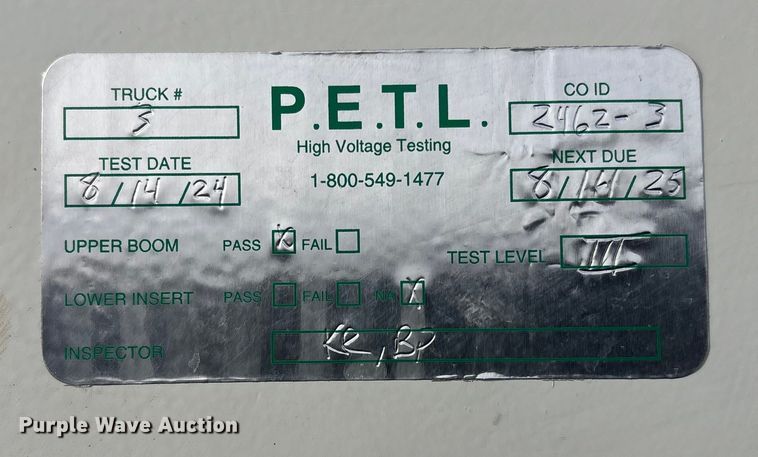 TRUCK # 3
P.E.T.L.
High Voltage Testing
1-800-549-1477
CO ID 2462-3
TEST DATE 8/14/24
NEXT DUE 8/14/25
UPPER BOOM PASS X FAIL
TEST LEVEL
LOWER INSERT PASS FAIL NA X
INSPECTOR KR, BP
Purple Wave Auction